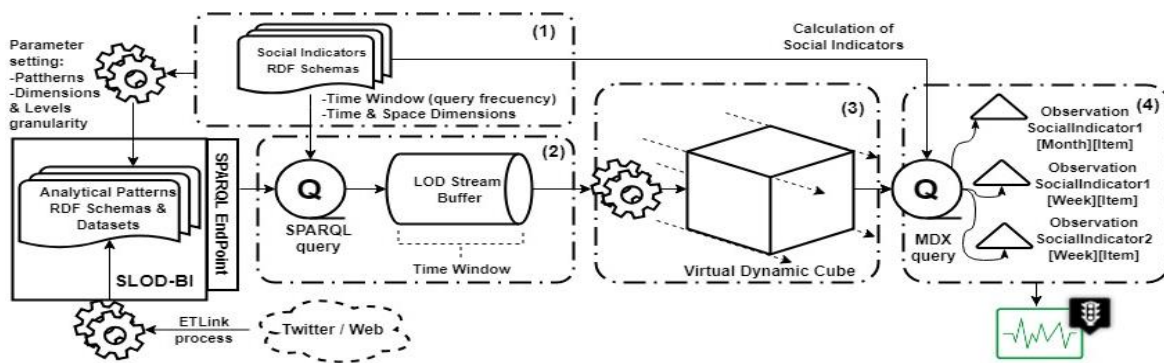 Parameter
setting:
-Pattherns
-Dimensions
& Levels
granularity
Social Indicators
RDF Schemas
(1)
-Time Window (query frecuency)
-Time & Space Dimensions
Calculation of
Social Indicators
Analytical Patterns
RDF Schemas &
Datasets
SLOD-BI
SPARQL EndPoint
(2)
Q
SPARQL
query
LOD Stream
Buffer
Time Window
(3)
Virtual Dynamic Cube
Q
MDX
query
(4)
Observation
SocialIndicator1
[Month][Item]
Observation
SocialIndicator1
[Week][Item]
Observation
SocialIndicator2
[Week][Item]
ETLink
process
Twitter / Web